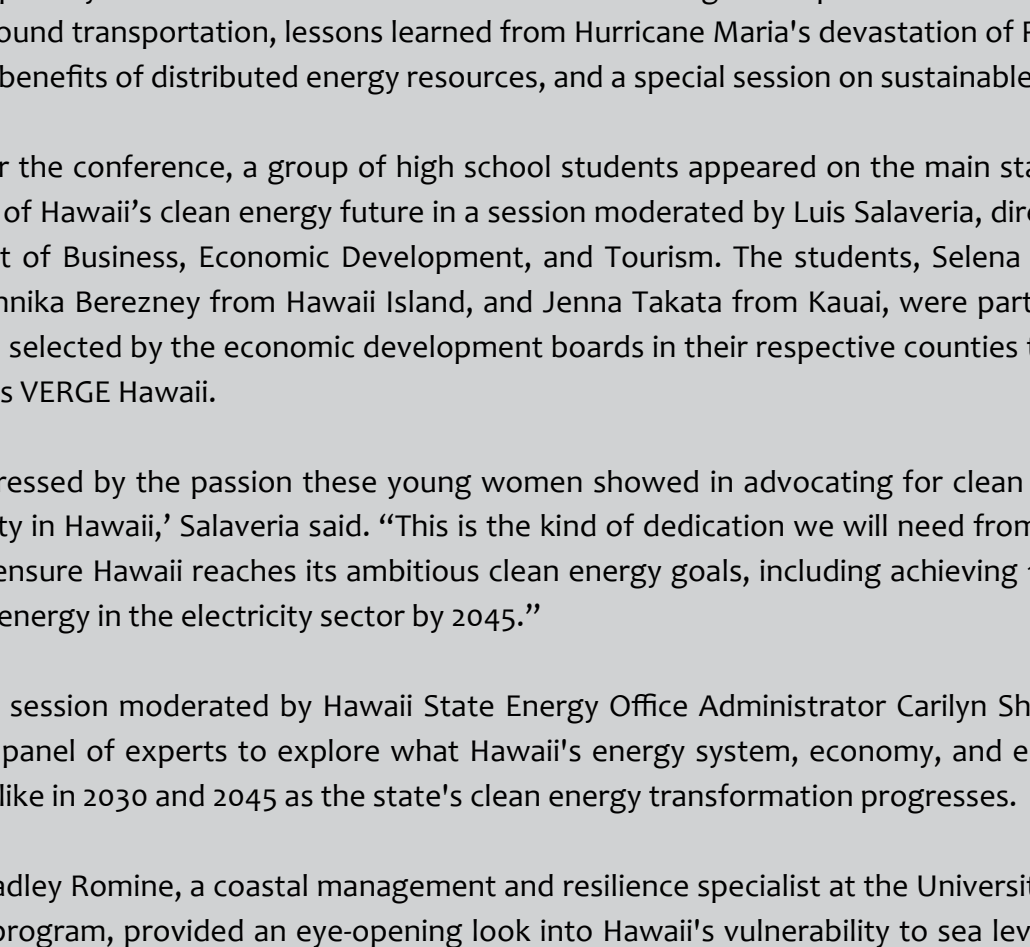 ound transportation, lessons learned from Hurricane Maria's devastation of
benefits of distributed energy resources, and a special session on sustainable
r the conference, a group of high school students appeared on the main sta
of Hawaii’s clean energy future in a session moderated by Luis Salaveria, dire
t of Business, Economic Development, and Tourism. The students, Selena
nnika Berezney from Hawaii Island, and Jenna Takata from Kauai, were part
selected by the economic development boards in their respective counties t
s VERGE Hawaii.
ressed by the passion these young women showed in advocating for clean
ty in Hawaii,’ Salaveria said. “This is the kind of dedication we will need from
ensure Hawaii reaches its ambitious clean energy goals, including achieving
energy in the electricity sector by 2045.”
session moderated by Hawaii State Energy Office Administrator Carilyn Sh
panel of experts to explore what Hawaii's energy system, economy, and e
like in 2030 and 2045 as the state's clean energy transformation progresses.
adley Romine, a coastal management and resilience specialist at the Universit
program, provided an eye-opening look into Hawaii's vulnerability to sea lev